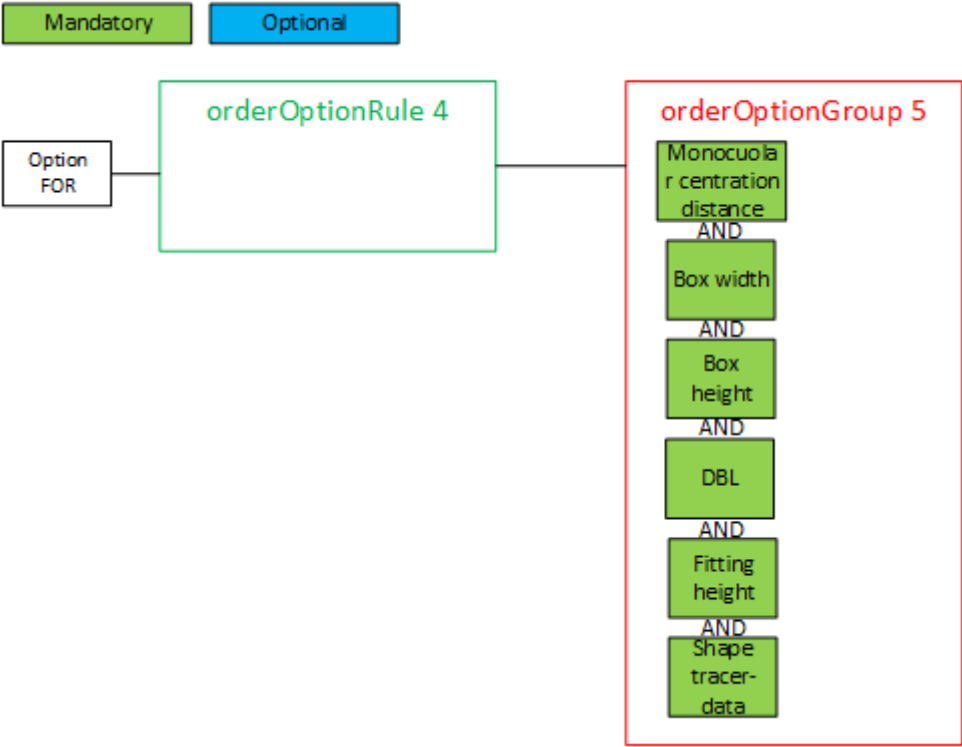 Mandatory
Optional
orderOptionRule 4
orderOptionGroup 5
Option
FOR
Monocuola
r centration
distance
AND
Box width
AND
Box
height
AND
DBL
AND
Fitting
height
AND
Shape
tracer-
data